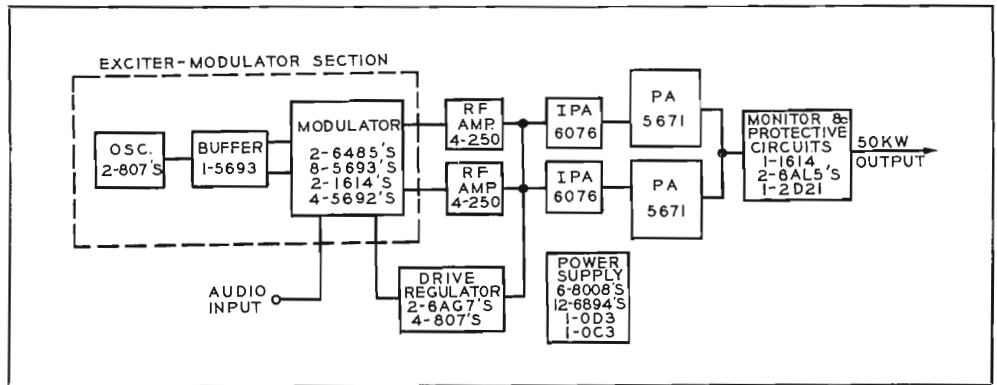 EXCITER-MODULATOR SECTION
OSC.
2-807'S
BUFFER
1-5693
MODULATOR
2-6485'S
8-5693'S
2-1614'S
4-5692'S
RF
AMP.
4-250
RF
AMP
4-250
IPA
6076
IPA
6076
PA
5671
PA
5671
MONITOR &
PROTECTIVE
CIRCUITS
1-1614
2-6AL5'S
1-2D21
50KW
OUTPUT
AUDIO
INPUT
DRIVE
REGULATOR
2-6AG7'S
4-807'S
POWER
SUPPLY
6-8008'S
12-6894'S
1-0D3
1-0C3